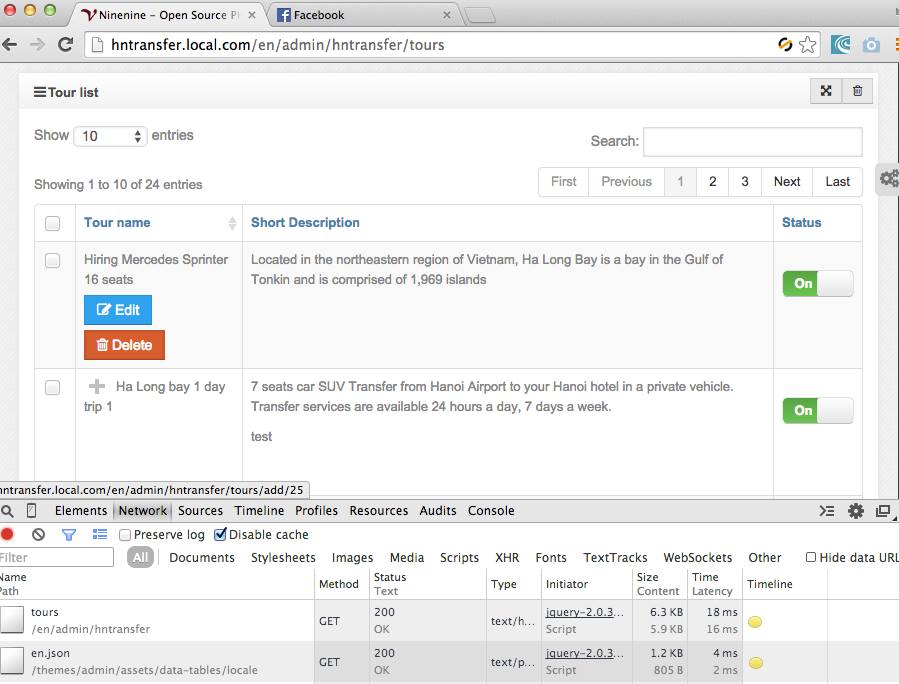 Ninenine – Open Source P
Facebook
hntransfer.local.com/en/admin/hntransfer/tours
Tour list
Show 10 entries
Search:
Showing 1 to 10 of 24 entries
First Previous 1 2 3 Next Last
Tour name Short Description Status
Hiring Mercedes Sprinter
16 seats
Edit
Delete
Located in the northeastern region of Vietnam, Ha Long Bay is a bay in the Gulf of
Tonkin and is comprised of 1,969 islands
On
Ha Long bay 1 day
trip 1
7 seats car SUV Transfer from Hanoi Airport to your Hanoi hotel in a private vehicle.
Transfer services are available 24 hours a day, 7 days a week.
test
On
ntransfer.local.com/en/admin/hntransfer/tours/add/25
Elements Network Sources Timeline Profiles Resources Audits Console
Preserve log Disable cache
Filter All Documents Stylesheets Images Media Scripts XHR Fonts TextTracks WebSockets Other Hide data URL
Name Method Status Type Initiator Size Time Timeline
Path Text Content Latency
tours GET 200 text/h... jquery-2.0.3... 6.3 KB 18 ms
/en/admin/hntransfer OK Script 5.9 KB 16 ms
en.json GET 200 text/p... jquery-2.0.3... 1.2 KB 4 ms
/themes/admin/assets/data-tables/locale OK Script 805 B 2 ms